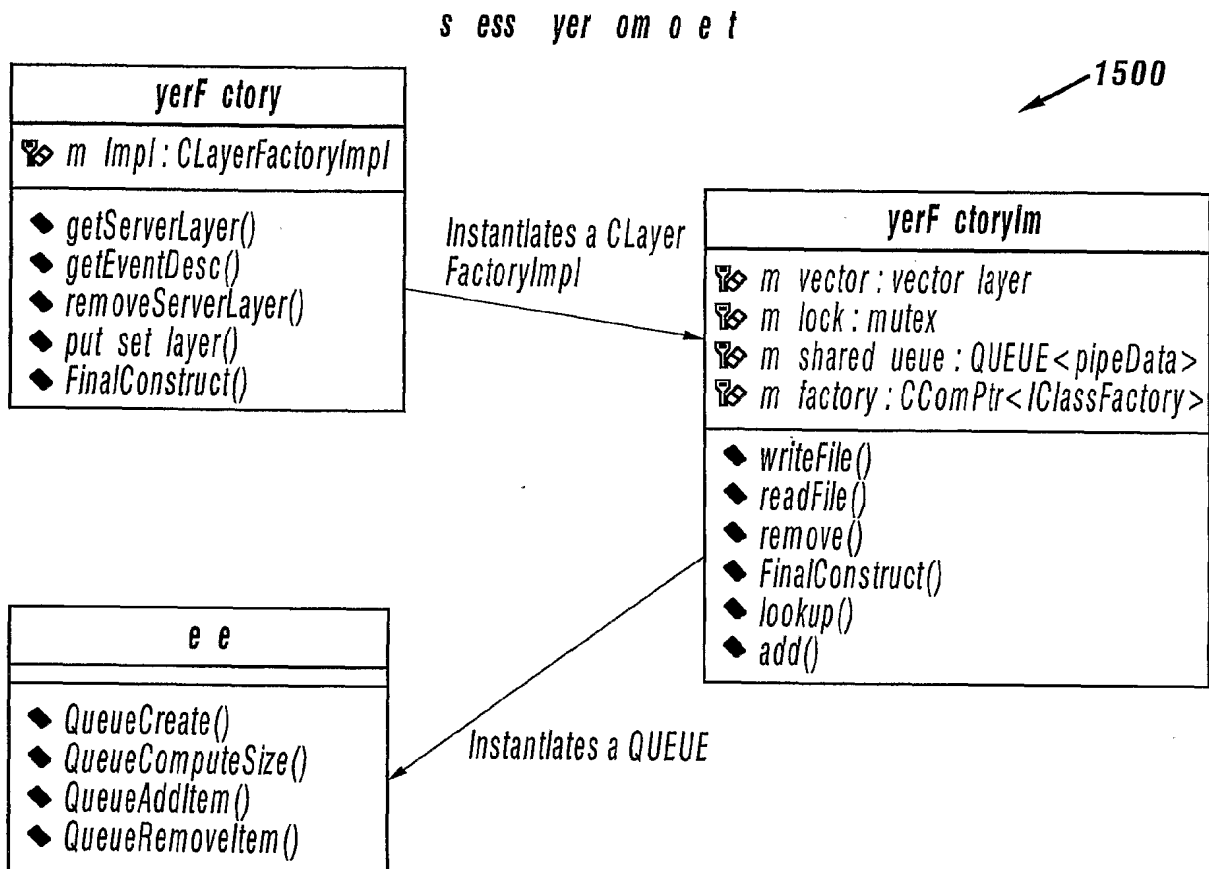 s ess yer om o e t
1500
yerF ctory
m Impl : CLayerFactoryImpl
getServerLayer()
getEventDesc()
removeServerLayer()
put set layer()
FinalConstruct()
Instantiates a CLayer
FactoryImpl
yerF ctoryIm
m vector : vector layer
m lock : mutex
m shared ueue : QUEUE<pipeData>
m factory : CComPtr<IClassFactory>
writeFile()
readFile()
remove()
FinalConstruct()
lookup()
add()
Instantiates a QUEUE
e e
QueueCreate()
QueueComputeSize()
QueueAddItem()
QueueRemoveItem()